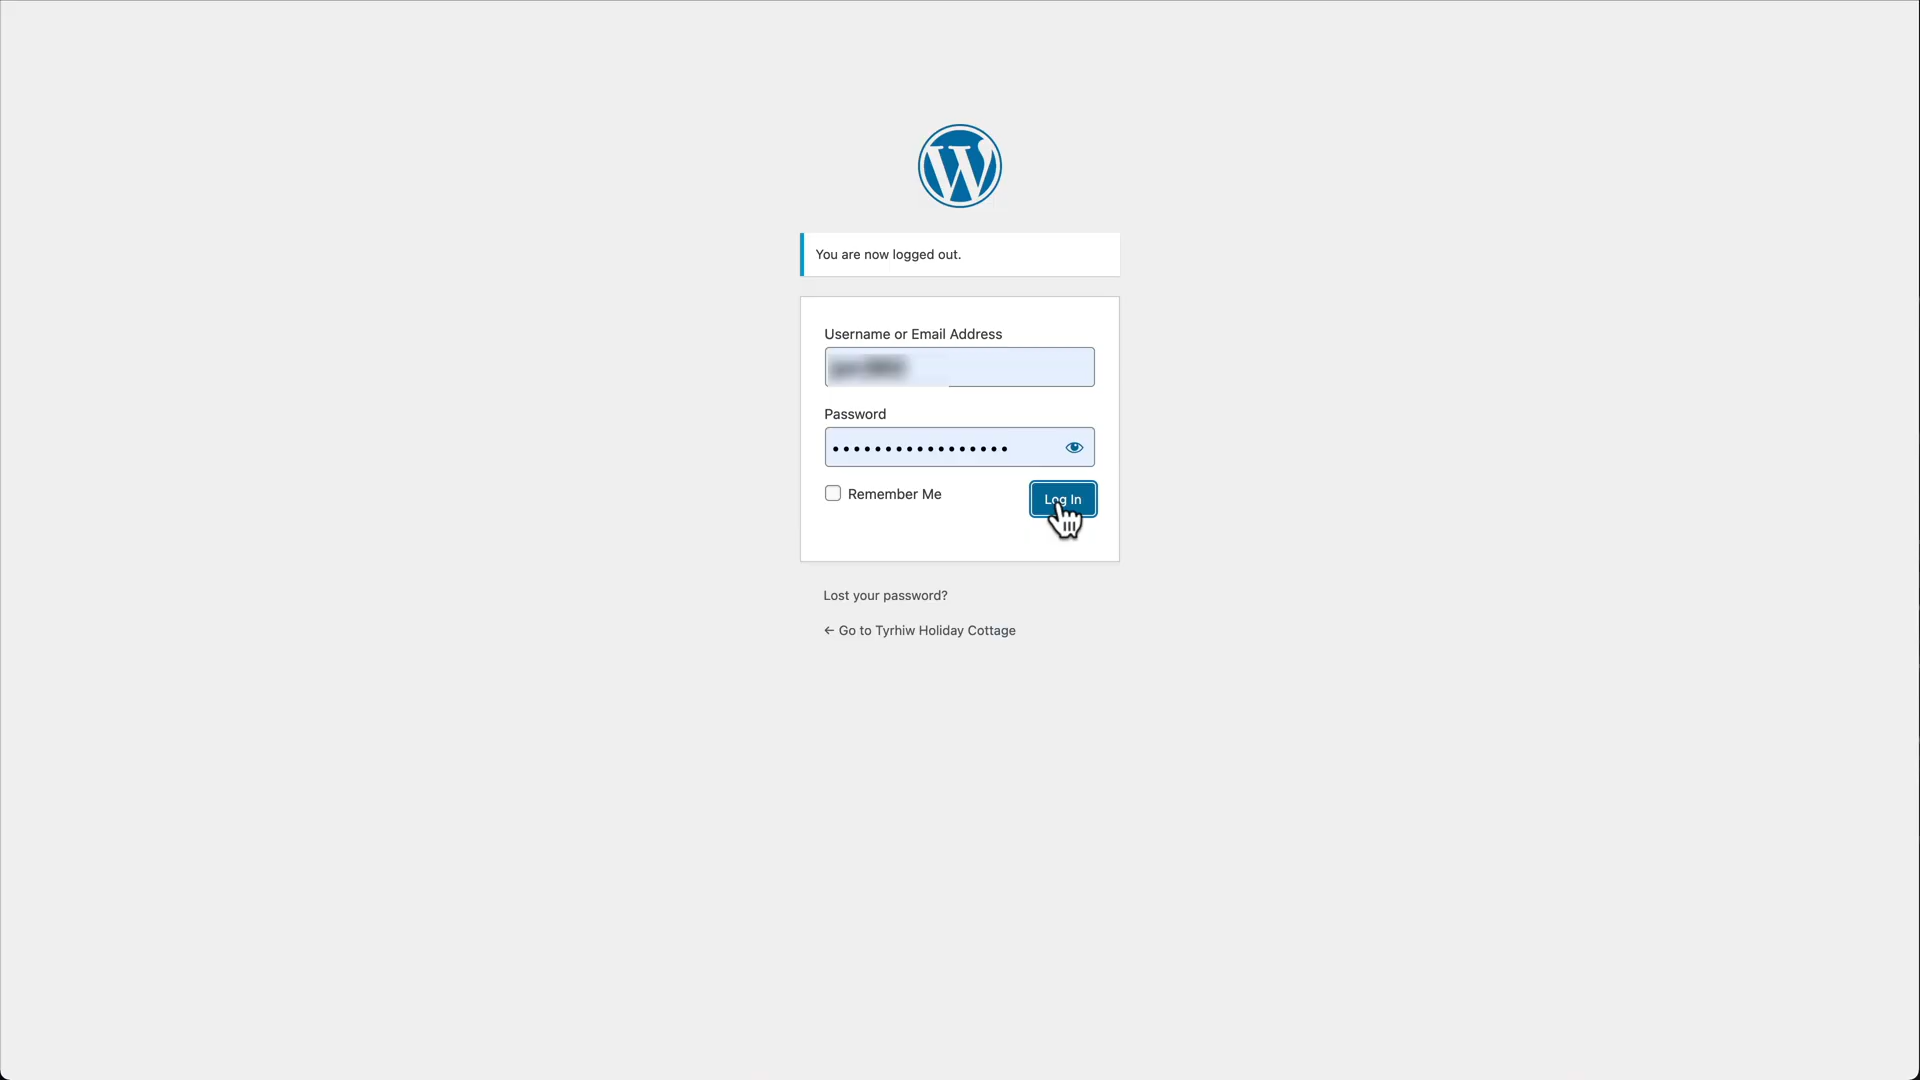 You are now logged out.
Username or Email Address
Password
Remember Me
Log In
Lost your password?
← Go to Tyrhiw Holiday Cottage